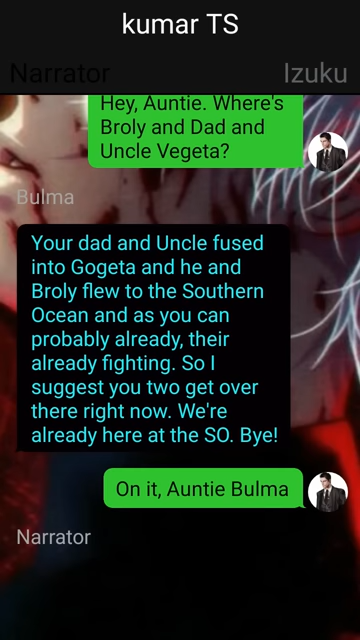 kumar TS
Narrator Izuku
Hey, Auntie. Where's
Broly and Dad and
Uncle Vegeta?
Bulma
Your dad and Uncle fused
into Gogeta and he and
Broly flew to the Southern
Ocean and as you can
probably already, their
already fighting. So I
suggest you two get over
there right now. We're
already here at the SO. Bye!
On it, Auntie Bulma
Narrator